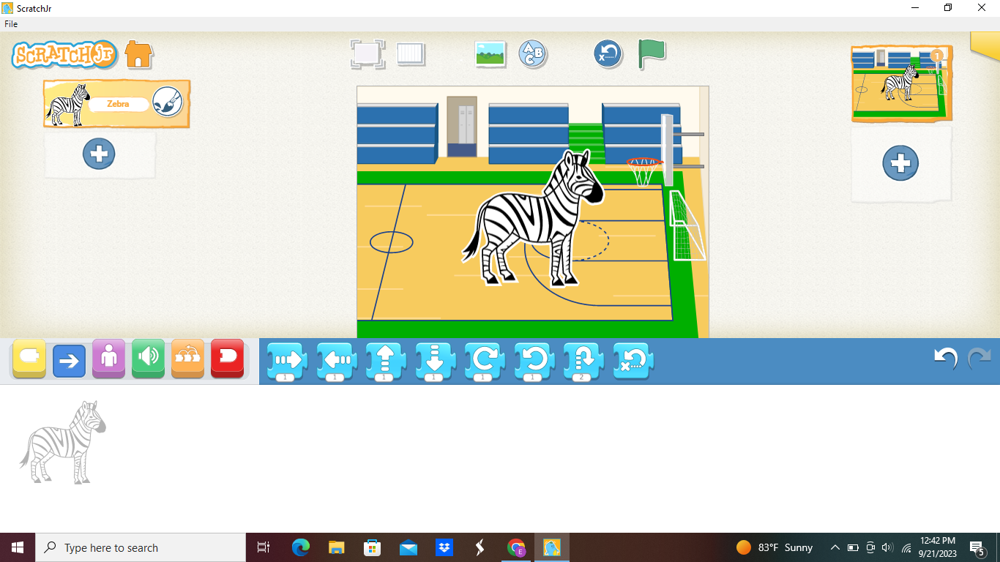 ScratchJr
File
SCRATCHJr
A B C
X
1
Zebra
1
1
1
1
1
1
2
X
Type here to search
E
83°F Sunny
12:42 PM
9/21/2023
5